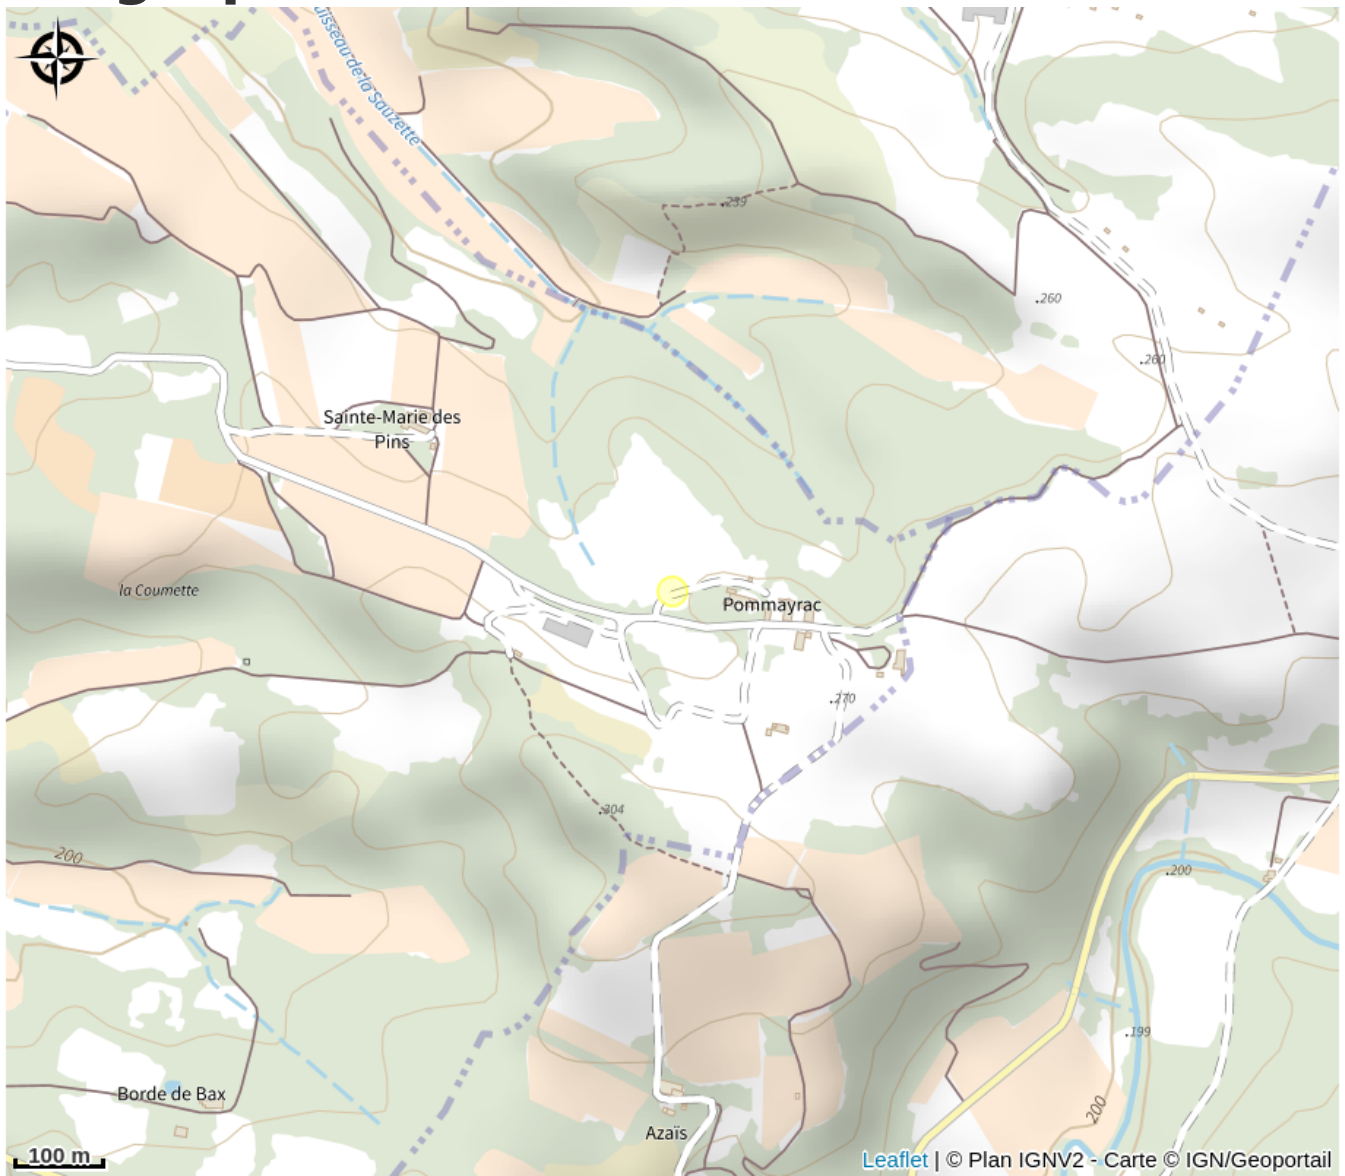 Ruisseau de la Sauzette
.239
.260
.260
Sainte-Marie des
Pins
la Coumette
Pommayrac
.270
.304
200
.200
.199
200
Borde de Bax
Azaïs
100 m
Leaflet | © Plan IGNV2 - Carte © IGN/Geoportail